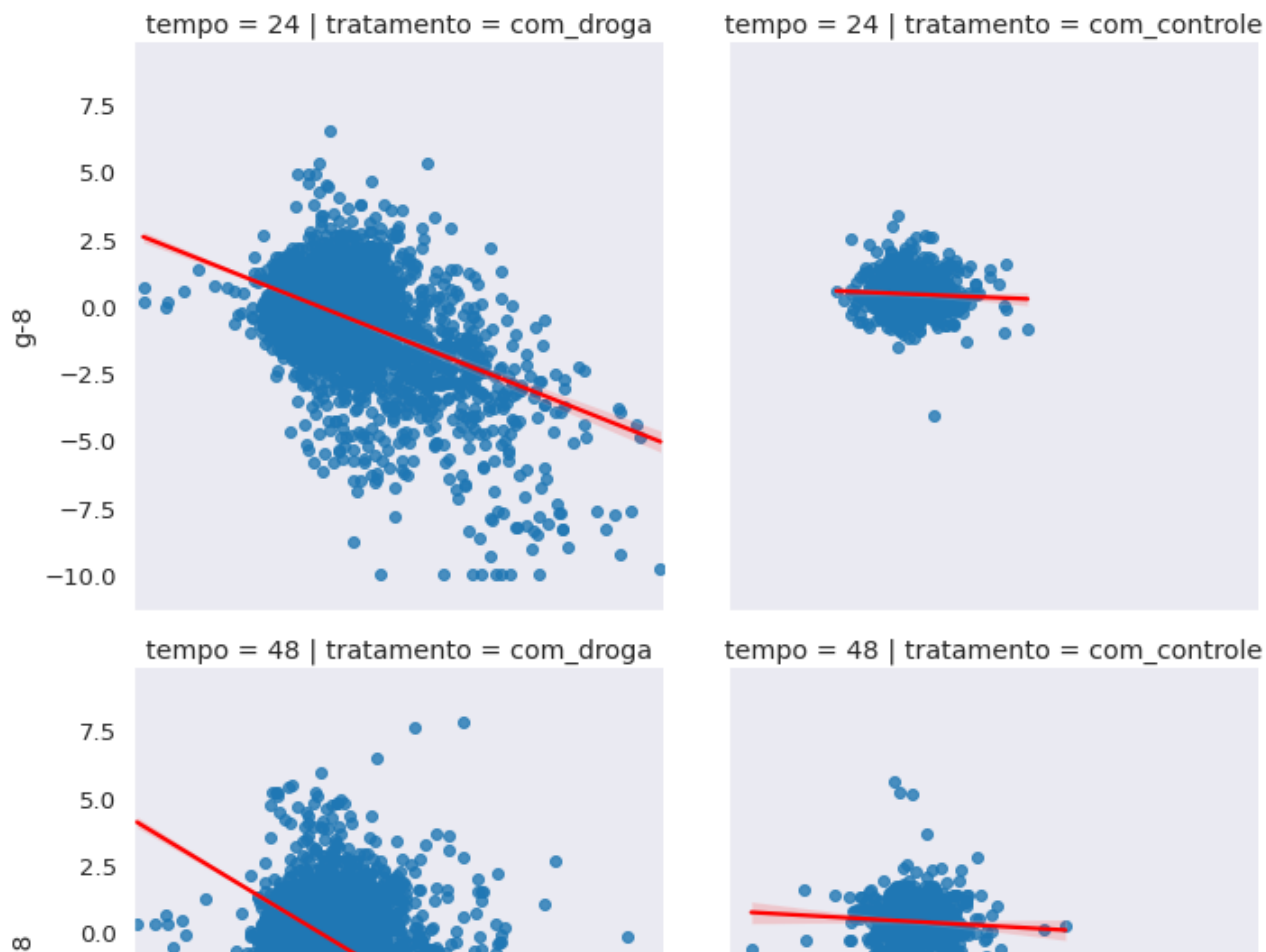 tempo = 24 | tratamento = com_droga
tempo = 24 | tratamento = com_controle
7.5
5.0
2.5
0.0
−2.5
−5.0
−7.5
−10.0
g-8
tempo = 48 | tratamento = com_droga
tempo = 48 | tratamento = com_controle
7.5
5.0
2.5
0.0
8